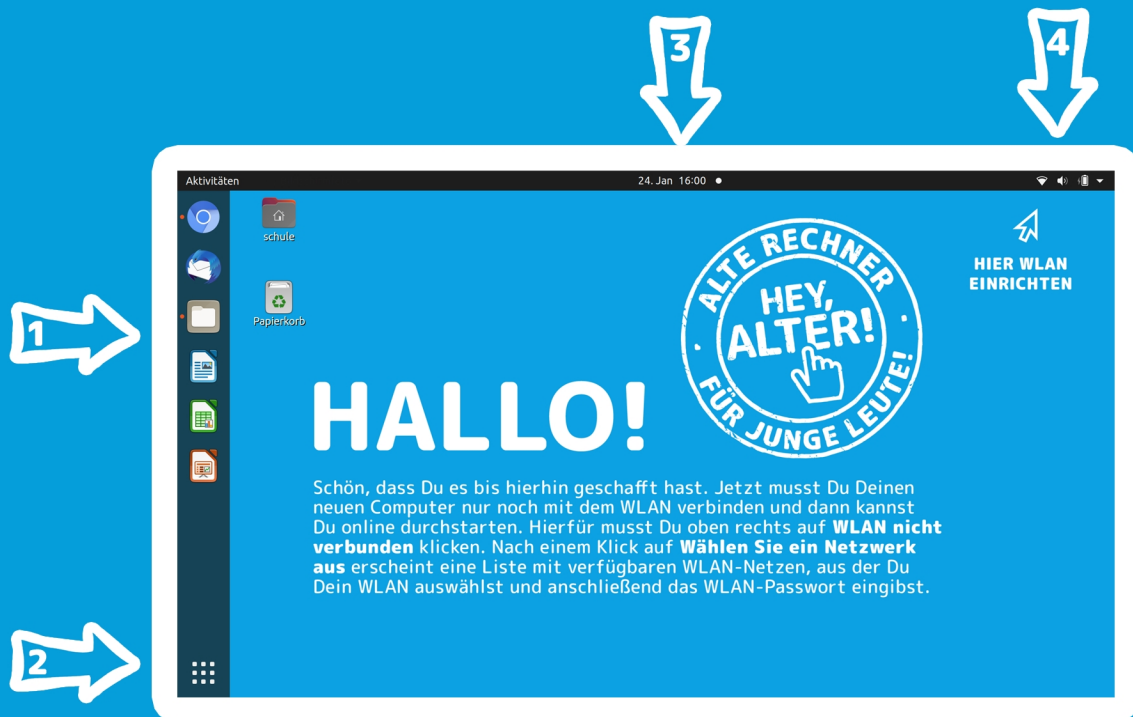 3
4
1
2
Aktivitäten
24. Jan 16:00
schule
Papierkorb
ALTE RECHNER
HEY,
ALTER!
FÜR JUNGE LEUTE!
HIER WLAN
EINRICHTEN
HALLO!
Schön, dass Du es bis hierhin geschafft hast. Jetzt musst Du Deinen
neuen Computer nur noch mit dem WLAN verbinden und dann kannst
Du online durchstarten. Hierfür musst Du oben rechts auf WLAN nicht
verbunden klicken. Nach einem Klick auf Wählen Sie ein Netzwerk
aus erscheint eine Liste mit verfügbaren WLAN-Netzen, aus der Du
Dein WLAN auswählst und anschließend das WLAN-Passwort eingibst.